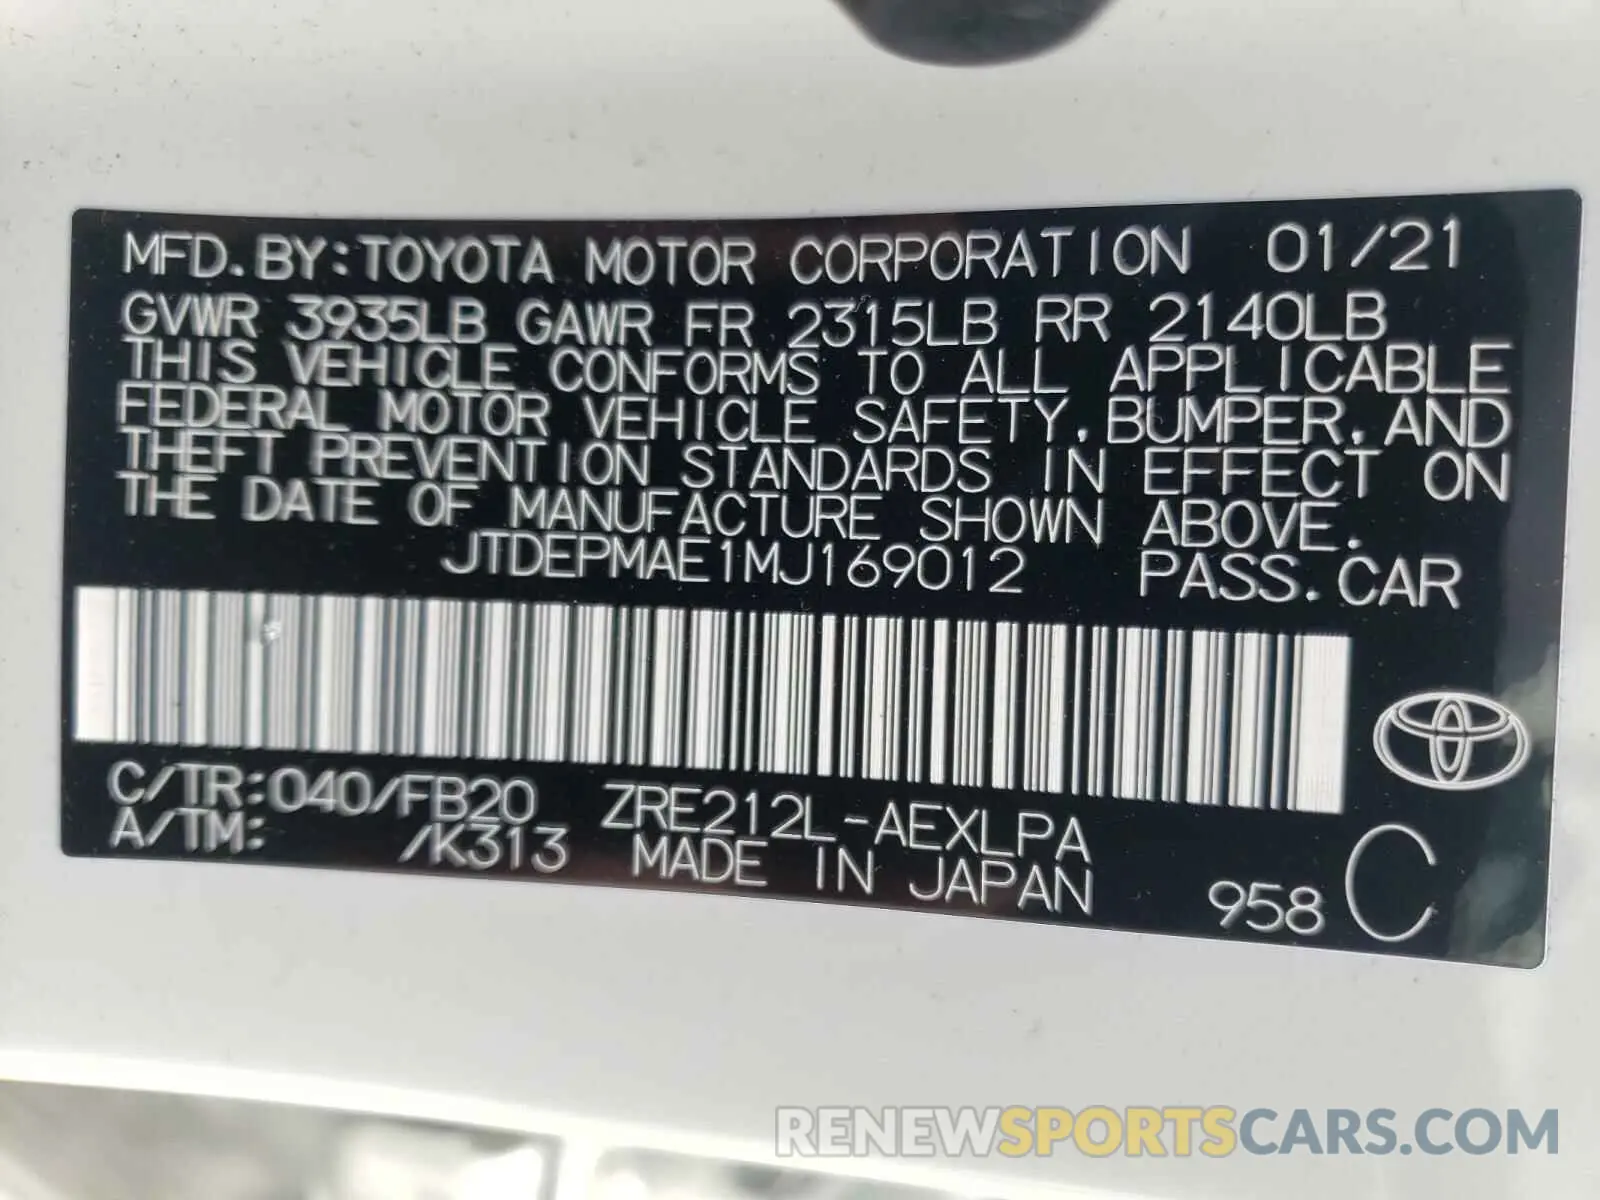 MFD. BY: TOYOTA MOTOR CORPORATION 01/21
GVWR 3935LB GAWR FR 2315LB RR 2140LB
THIS VEHICLE CONFORMS TO ALL APPLICABLE
FEDERAL MOTOR VEHICLE SAFETY, BUMPER, AND
THEFT PREVENTION STANDARDS IN EFFECT ON
THE DATE OF MANUFACTURE SHOWN ABOVE.
JTDEPMAE1MJ169012 PASS. CAR
C/TR: 040/FB20 ZRE212L-AEXLPA
A/TM: /K313 MADE IN JAPAN
958 C
RENEWSPORTSCARS.COM